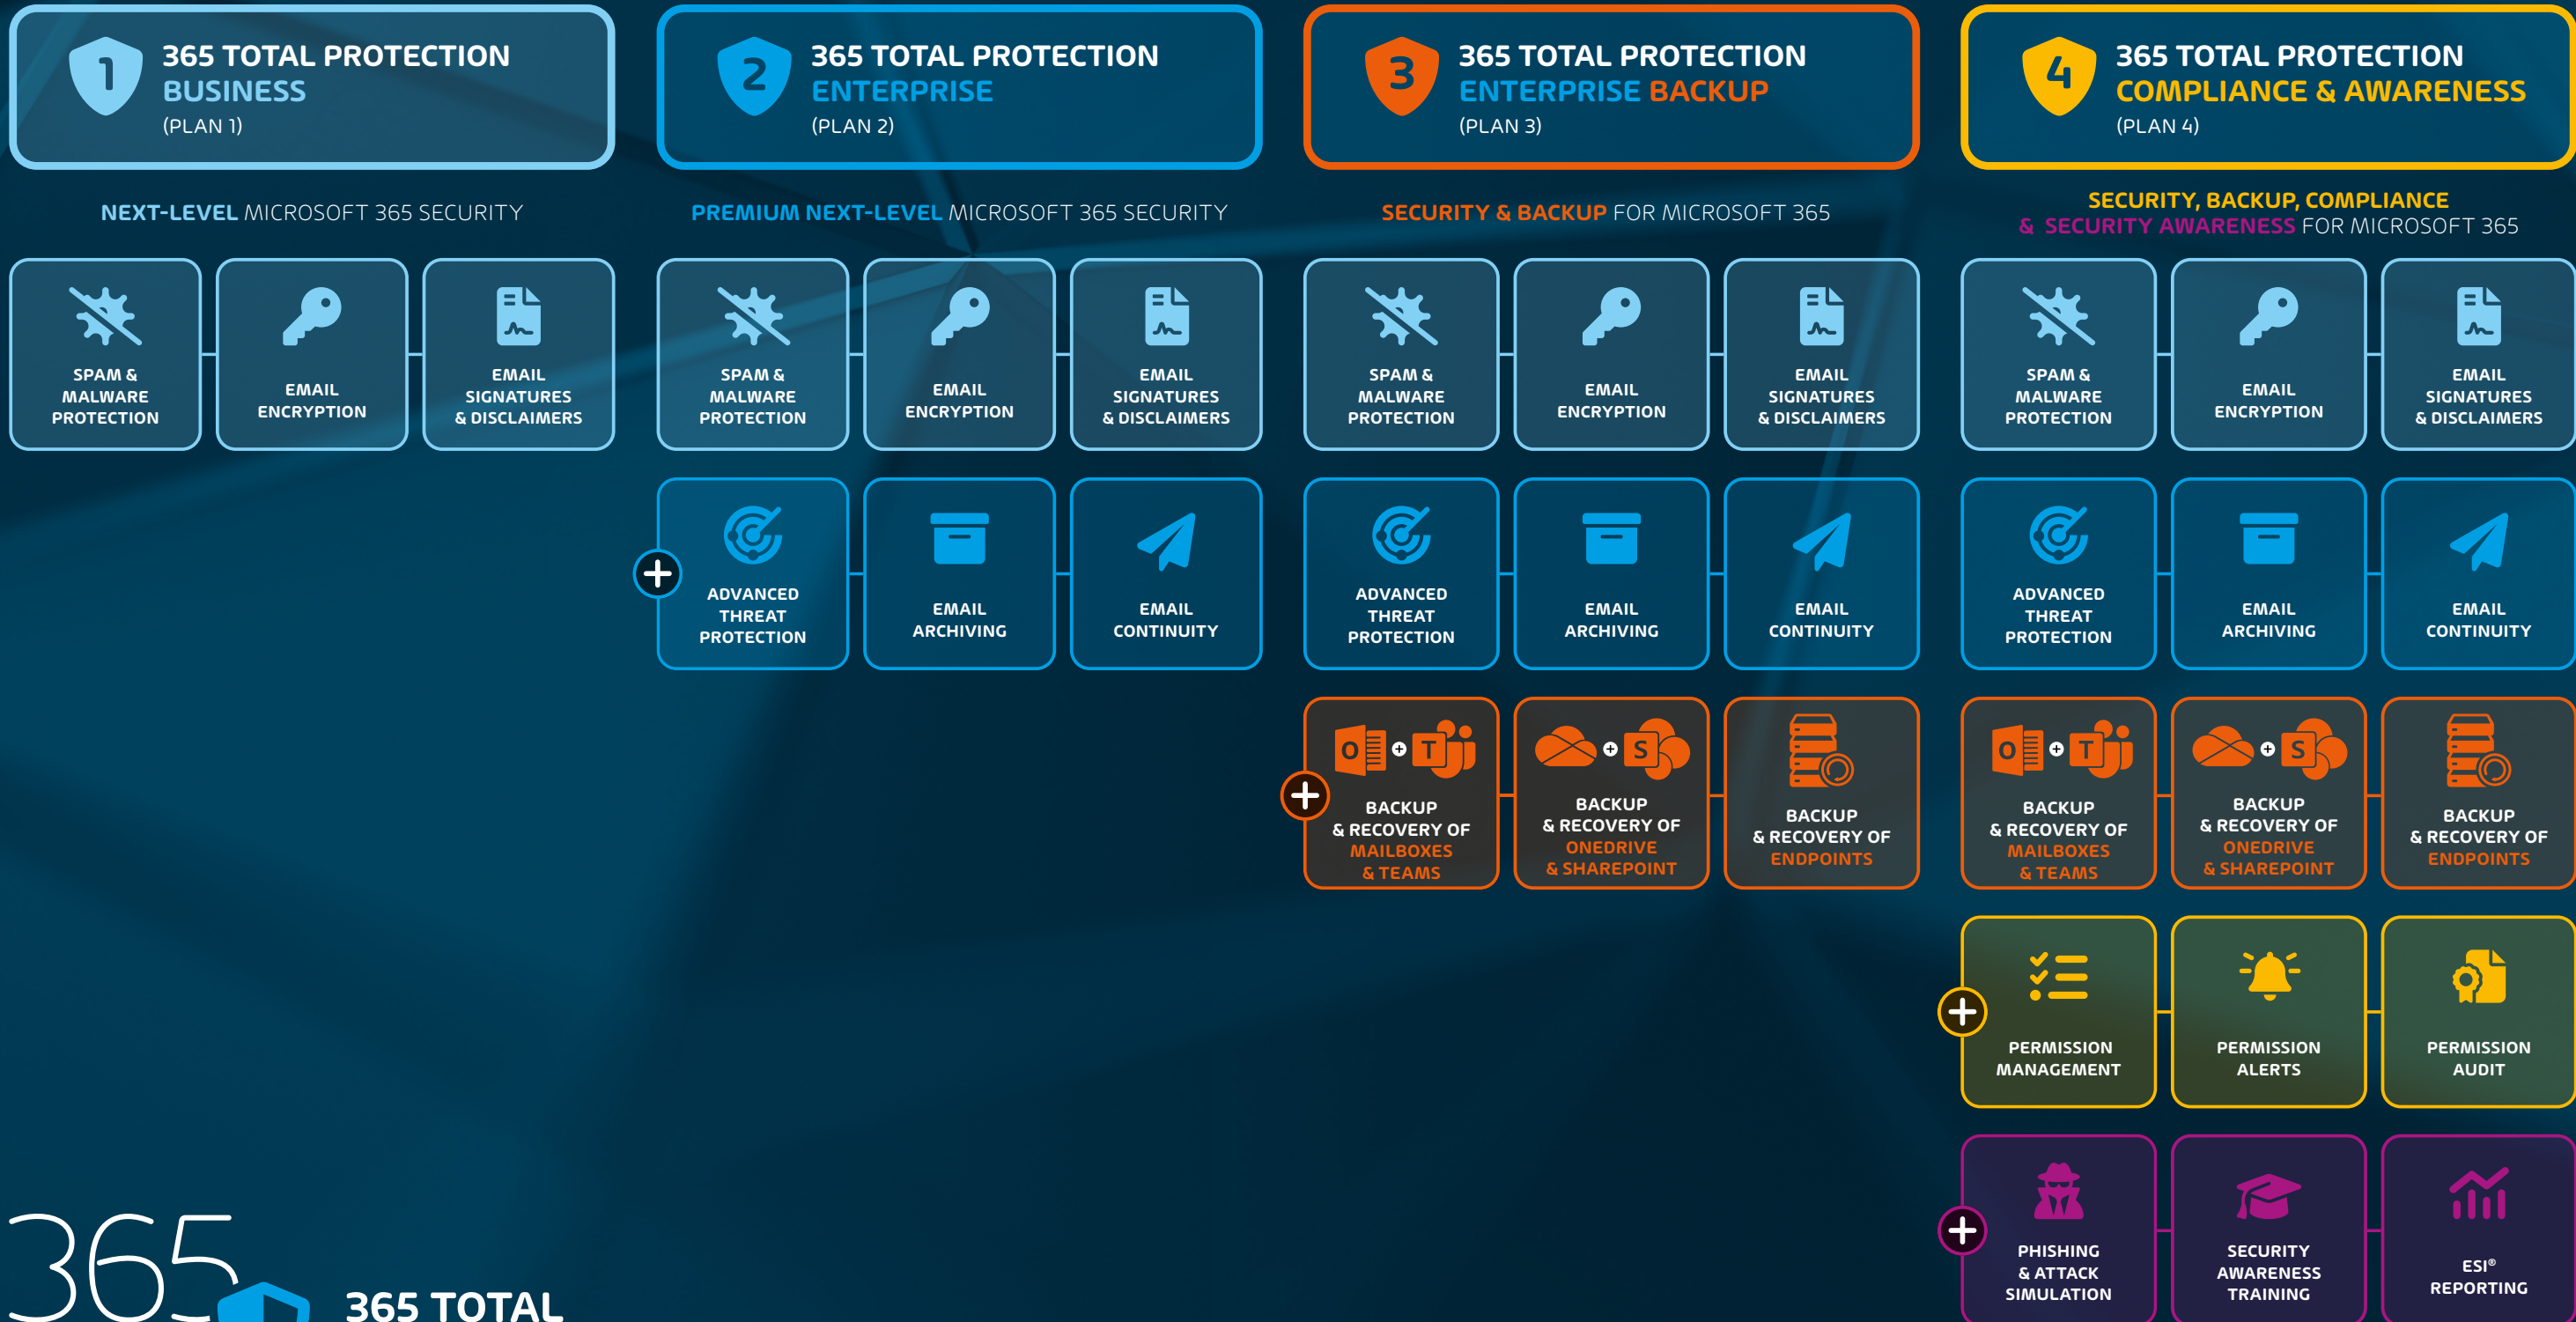 1
365 TOTAL PROTECTION
BUSINESS
(PLAN 1)
NEXT-LEVEL MICROSOFT 365 SECURITY
SPAM &
MALWARE
PROTECTION
EMAIL
ENCRYPTION
EMAIL
SIGNATURES
& DISCLAIMERS
2
365 TOTAL PROTECTION
ENTERPRISE
(PLAN 2)
PREMIUM NEXT-LEVEL MICROSOFT 365 SECURITY
SPAM &
MALWARE
PROTECTION
EMAIL
ENCRYPTION
EMAIL
SIGNATURES
& DISCLAIMERS
+
ADVANCED
THREAT
PROTECTION
EMAIL
ARCHIVING
EMAIL
CONTINUITY
3
365 TOTAL PROTECTION
ENTERPRISE BACKUP
(PLAN 3)
SECURITY & BACKUP FOR MICROSOFT 365
SPAM &
MALWARE
PROTECTION
EMAIL
ENCRYPTION
EMAIL
SIGNATURES
& DISCLAIMERS
ADVANCED
THREAT
PROTECTION
EMAIL
ARCHIVING
EMAIL
CONTINUITY
+
O + T
BACKUP
& RECOVERY OF
MAILBOXES
& TEAMS
+ S
BACKUP
& RECOVERY OF
ONEDRIVE
& SHAREPOINT
BACKUP
& RECOVERY OF
ENDPOINTS
4
365 TOTAL PROTECTION
COMPLIANCE & AWARENESS
(PLAN 4)
SECURITY, BACKUP, COMPLIANCE
& SECURITY AWARENESS FOR MICROSOFT 365
SPAM &
MALWARE
PROTECTION
EMAIL
ENCRYPTION
EMAIL
SIGNATURES
& DISCLAIMERS
ADVANCED
THREAT
PROTECTION
EMAIL
ARCHIVING
EMAIL
CONTINUITY
O + T
BACKUP
& RECOVERY OF
MAILBOXES
& TEAMS
+ S
BACKUP
& RECOVERY OF
ONEDRIVE
& SHAREPOINT
BACKUP
& RECOVERY OF
ENDPOINTS
+
PERMISSION
MANAGEMENT
PERMISSION
ALERTS
PERMISSION
AUDIT
+
PHISHING
& ATTACK
SIMULATION
SECURITY
AWARENESS
TRAINING
ESI®
REPORTING
365
365 TOTAL